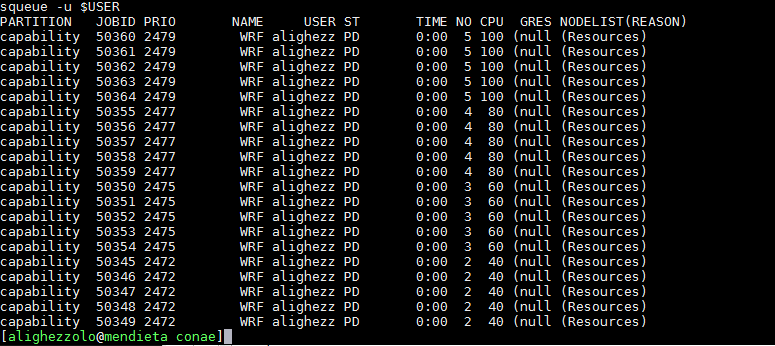 squeue -u $USER
PARTITION   JOBID PRIO       NAME     USER ST       TIME NO CPU   GRES NODELIST(REASON)
capability  50360 2479        WRF alighezz PD       0:00  5 100  (null (Resources)
capability  50361 2479        WRF alighezz PD       0:00  5 100  (null (Resources)
capability  50362 2479        WRF alighezz PD       0:00  5 100  (null (Resources)
capability  50363 2479        WRF alighezz PD       0:00  5 100  (null (Resources)
capability  50364 2479        WRF alighezz PD       0:00  5 100  (null (Resources)
capability  50355 2477        WRF alighezz PD       0:00  4  80  (null (Resources)
capability  50356 2477        WRF alighezz PD       0:00  4  80  (null (Resources)
capability  50357 2477        WRF alighezz PD       0:00  4  80  (null (Resources)
capability  50358 2477        WRF alighezz PD       0:00  4  80  (null (Resources)
capability  50359 2477        WRF alighezz PD       0:00  4  80  (null (Resources)
capability  50350 2475        WRF alighezz PD       0:00  3  60  (null (Resources)
capability  50351 2475        WRF alighezz PD       0:00  3  60  (null (Resources)
capability  50352 2475        WRF alighezz PD       0:00  3  60  (null (Resources)
capability  50353 2475        WRF alighezz PD       0:00  3  60  (null (Resources)
capability  50354 2475        WRF alighezz PD       0:00  3  60  (null (Resources)
capability  50345 2472        WRF alighezz PD       0:00  2  40  (null (Resources)
capability  50346 2472        WRF alighezz PD       0:00  2  40  (null (Resources)
capability  50347 2472        WRF alighezz PD       0:00  2  40  (null (Resources)
capability  50348 2472        WRF alighezz PD       0:00  2  40  (null (Resources)
capability  50349 2472        WRF alighezz PD       0:00  2  40  (null (Resources)
[alighezzolo@mendieta conae]